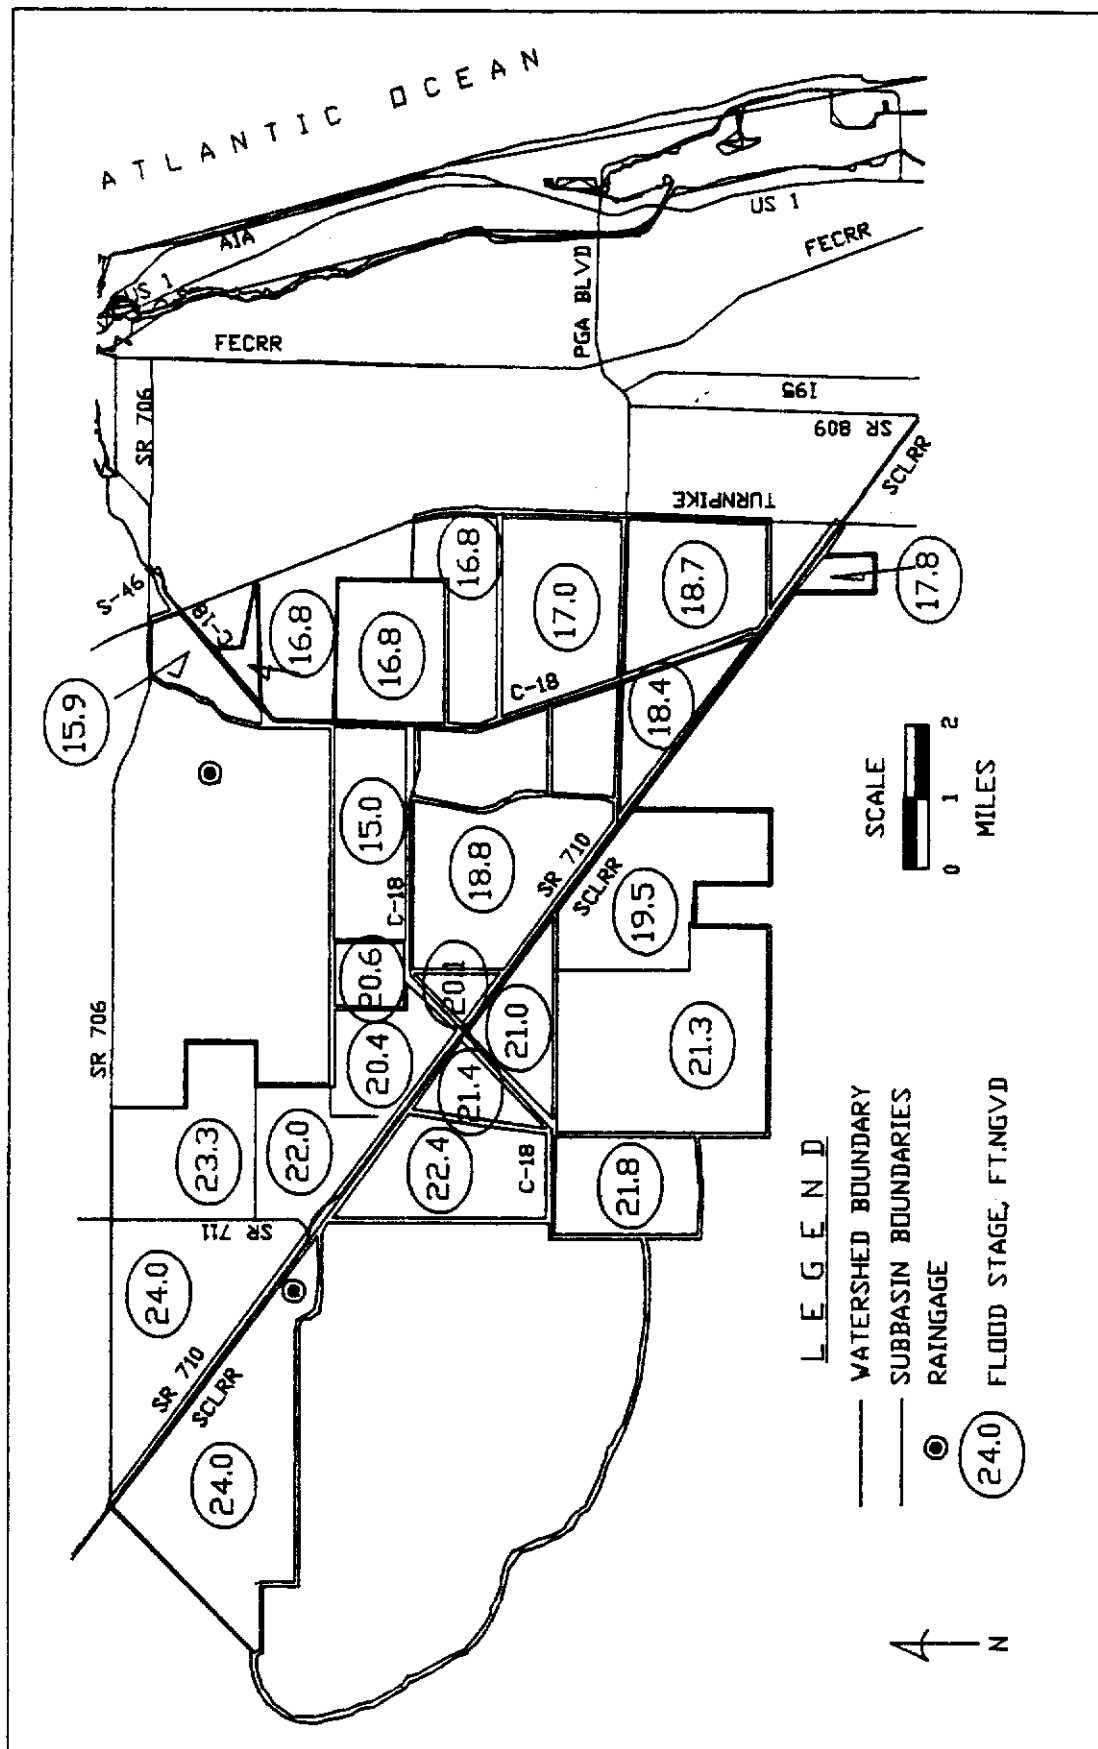 ATLANTIC OCEAN
A1A
US 1
US 1
FECRR
FECRR
PGA BLVD
I95
SR 809
SCLRR
TURNPIKE
SR 706
S-46
C-18
15.9
16.8
16.8
16.8
17.0
18.7
17.8
C-18
18.4
15.0
C-18
18.8
SR 710
SCLRR
19.5
20.6
20.1
21.0
20.4
21.4
21.3
SR 706
23.3
22.0
22.4
C-18
21.8
SR 711
24.0
SR 710
SCLRR
24.0
SCALE
0 1 2
MILES
LEGEND
WATERSHED BOUNDARY
SUBBASIN BOUNDARIES
RAINGAGE
24.0 FLOOD STAGE, FT.NGVD
N